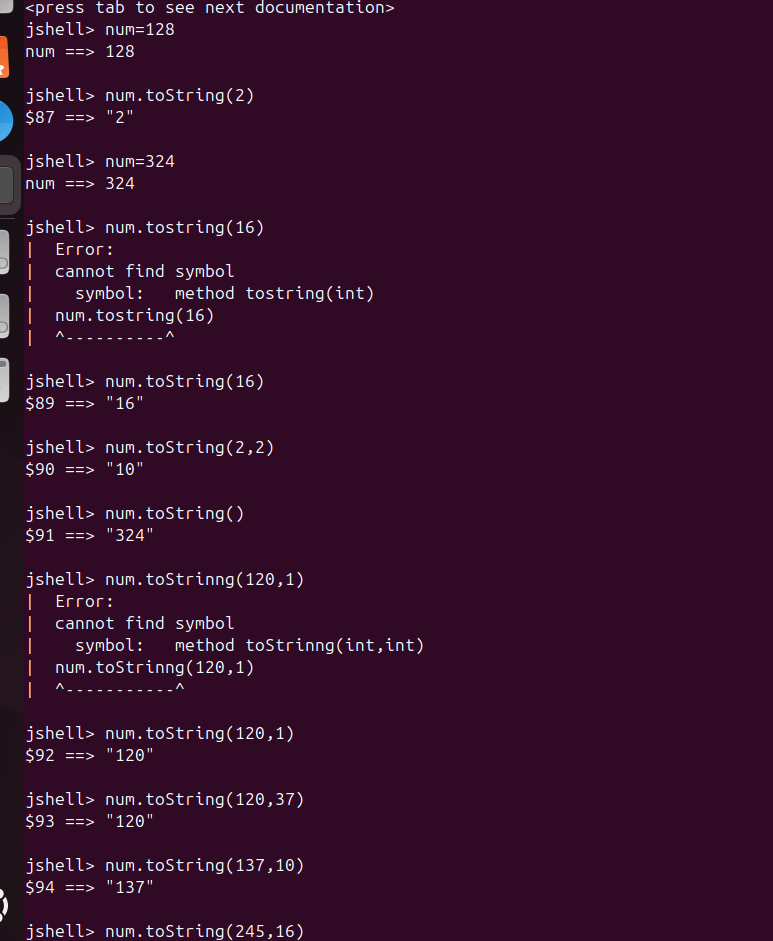 <press tab to see next documentation>
jshell> num=128
num ==> 128
jshell> num.toString(2)
$87 ==> "2"
jshell> num=324
num ==> 324
jshell> num.tostring(16)
|  Error:
|  cannot find symbol
|    symbol:   method tostring(int)
|  num.tostring(16)
|  ^----------^
jshell> num.toString(16)
$89 ==> "16"
jshell> num.toString(2,2)
$90 ==> "10"
jshell> num.toString()
$91 ==> "324"
jshell> num.toStrinng(120,1)
|  Error:
|  cannot find symbol
|    symbol:   method toStrinng(int,int)
|  num.toStrinng(120,1)
|  ^-----------^
jshell> num.toString(120,1)
$92 ==> "120"
jshell> num.toString(120,37)
$93 ==> "120"
jshell> num.toString(137,10)
$94 ==> "137"
jshell> num.toString(245,16)